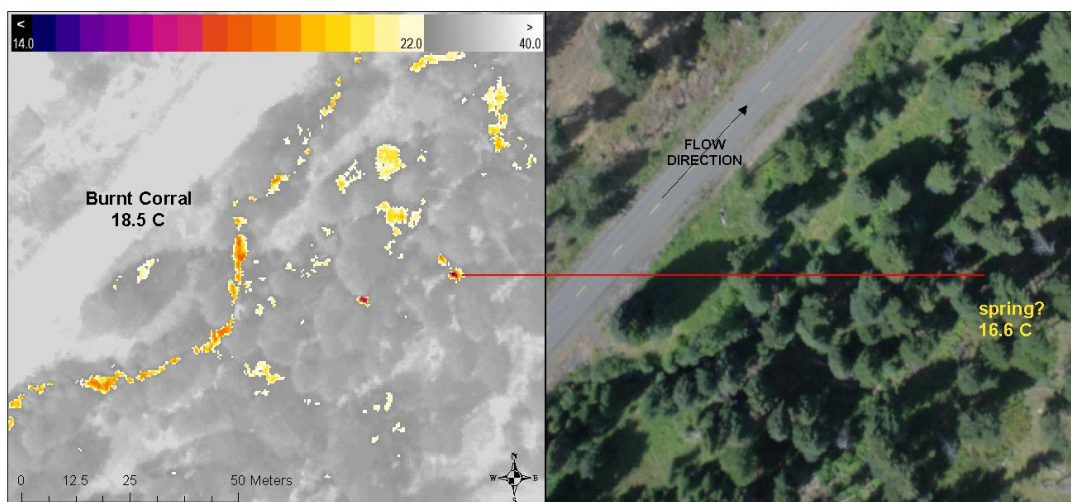 < >
14.0 22.0 40.0
FLOW
DIRECTION
Burnt Corral
18.5 C
spring?
16.6 C
0 12.5 25 50 Meters
N
W E
S